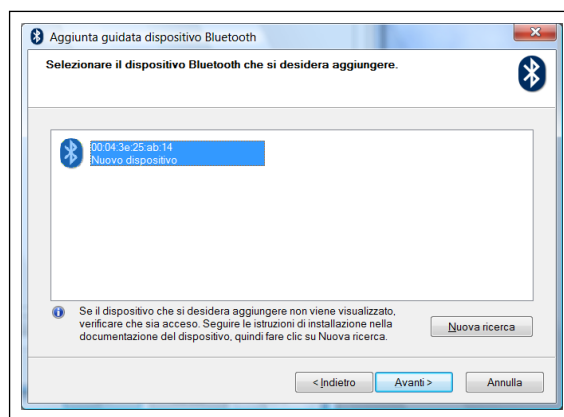 Aggiunta guidata dispositivo Bluetooth
Selezionare il dispositivo Bluetooth che si desidera aggiungere.
00:04:3e:25:ab:14
Nuovo dispositivo
Se il dispositivo che si desidera aggiungere non viene visualizzato,
verificare che sia acceso. Seguire le istruzioni di installazione nella
documentazione del dispositivo, quindi fare clic su Nuova ricerca.
Nuova ricerca
< Indietro
Avanti >
Annulla